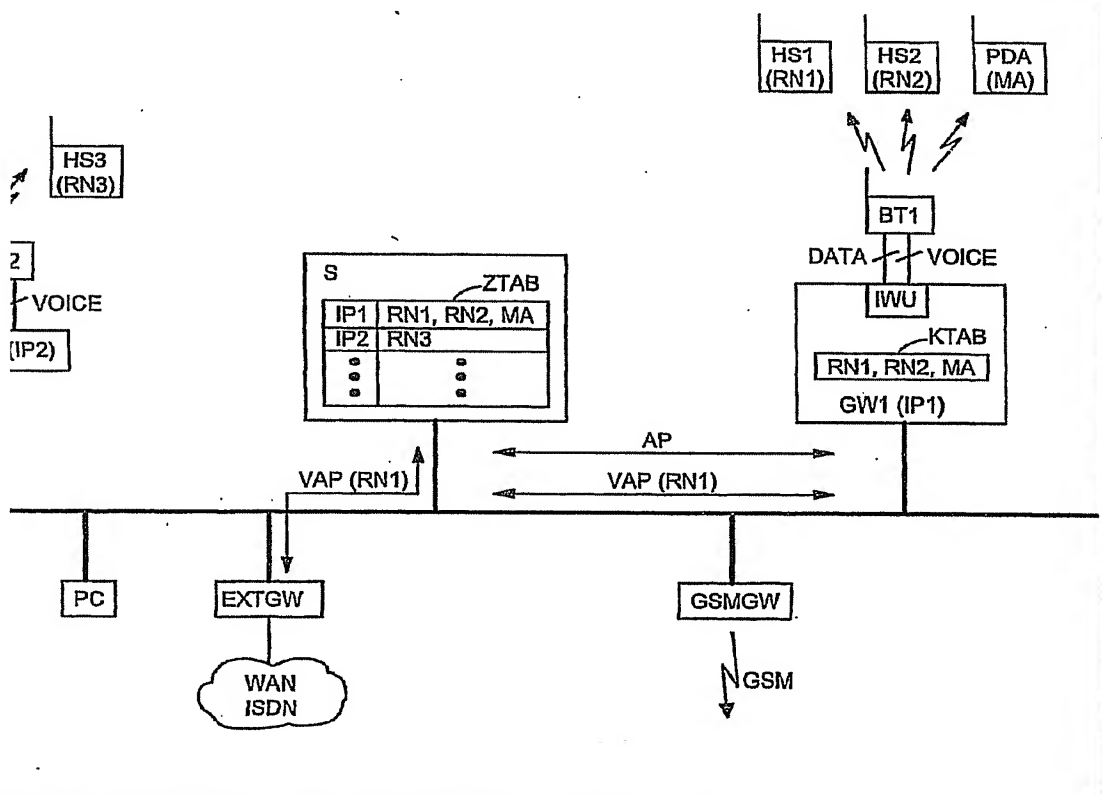 HS1
(RN1)
HS2
(RN2)
PDA
(MA)
HS3
(RN3)
BT1
2
VOICE
(IP2)
S
ZTAB
IP1 RN1, RN2, MA
IP2 RN3
DATA VOICE
IWU
KTAB
RN1, RN2, MA
GW1 (IP1)
AP
VAP (RN1)
VAP (RN1)
PC
EXTGW
GSMGW
WAN
ISDN
GSM